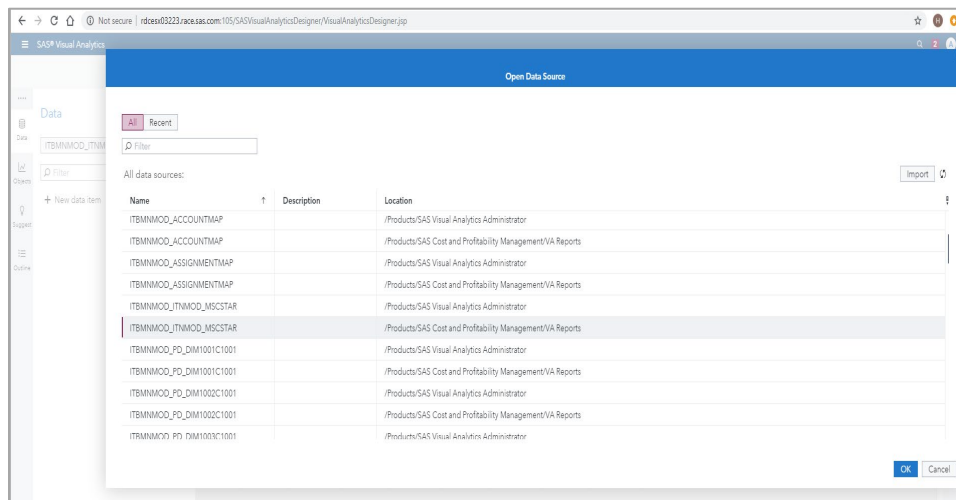 Not secure | rdcesx03223.race.sas.com:105/SASVisualAnalyticsDesigner/VisualAnalyticsDesigner.jsp
H
SAS® Visual Analytics
2
A
Open Data Source
Data
Data
ITBMNMOD_ITNM
Filter
Objects
+ New data item
Suggest
Outline
All Recent
Filter
All data sources:
Import
Name ↑ Description Location
ITBMNMOD_ACCOUNTMAP /Products/SAS Visual Analytics Administrator
ITBMNMOD_ACCOUNTMAP /Products/SAS Cost and Profitability Management/VA Reports
ITBMNMOD_ASSIGNMENTMAP /Products/SAS Visual Analytics Administrator
ITBMNMOD_ASSIGNMENTMAP /Products/SAS Cost and Profitability Management/VA Reports
ITBMNMOD_ITNMOD_MSCSTAR /Products/SAS Visual Analytics Administrator
ITBMNMOD_ITNMOD_MSCSTAR /Products/SAS Cost and Profitability Management/VA Reports
ITBMNMOD_PD_DIM1001C1001 /Products/SAS Visual Analytics Administrator
ITBMNMOD_PD_DIM1001C1001 /Products/SAS Cost and Profitability Management/VA Reports
ITBMNMOD_PD_DIM1002C1001 /Products/SAS Visual Analytics Administrator
ITBMNMOD_PD_DIM1002C1001 /Products/SAS Cost and Profitability Management/VA Reports
ITBMNMOD_PD_DIM1003C1001 /Products/SAS Visual Analytics Administrator
OK Cancel